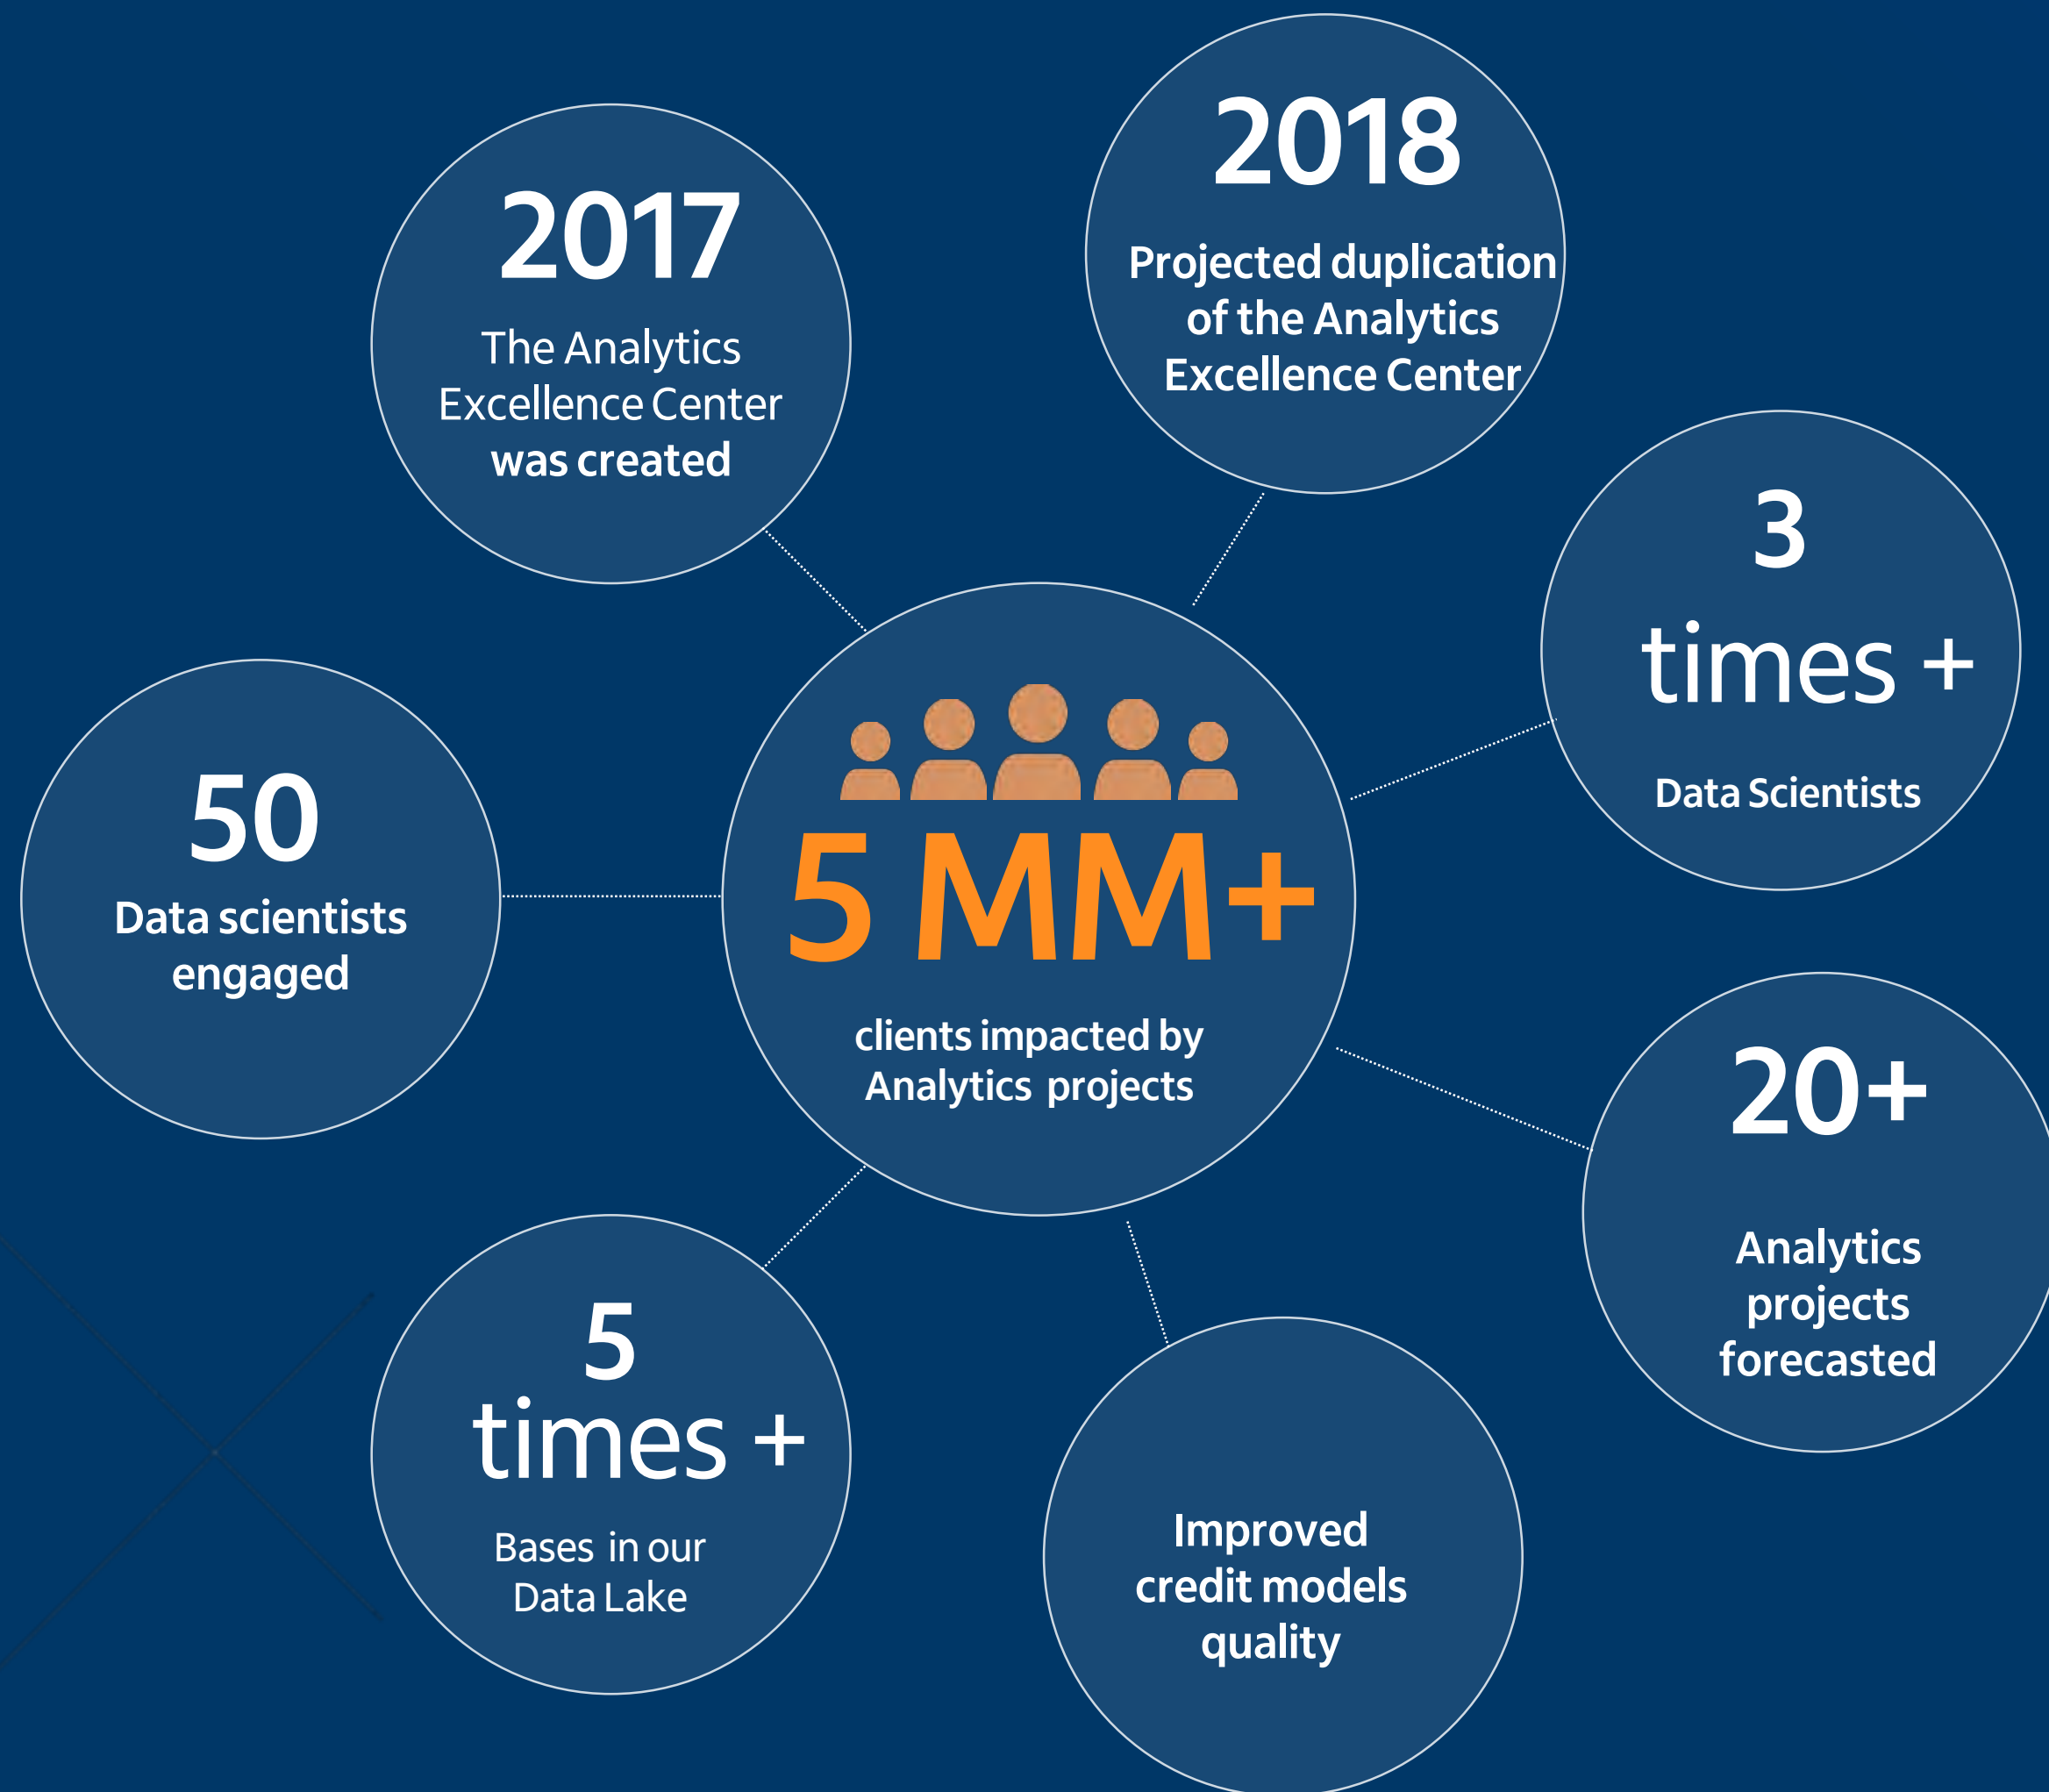 2017
The Analytics
Excellence Center
was created
2018
Projected duplication
of the Analytics
Excellence Center
3
times +
Data Scientists
50
Data scientists
engaged
5 MM+
clients impacted by
Analytics projects
20+
Analytics
projects
forecasted
5
times +
Bases in our
Data Lake
Improved
credit models
quality